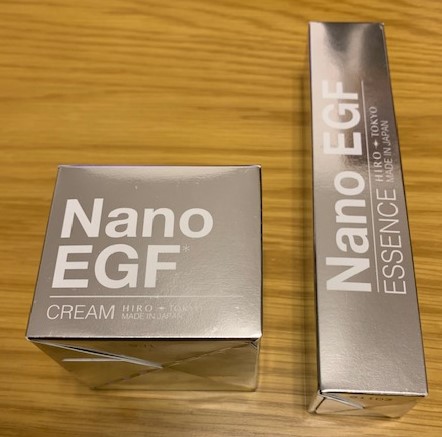 Nano
EGF®
CREAM
HIRO + TOKYO
MADE IN JAPAN
Nano EGF
ESSENCE
HIRO + TOKYO
MADE IN JAPAN